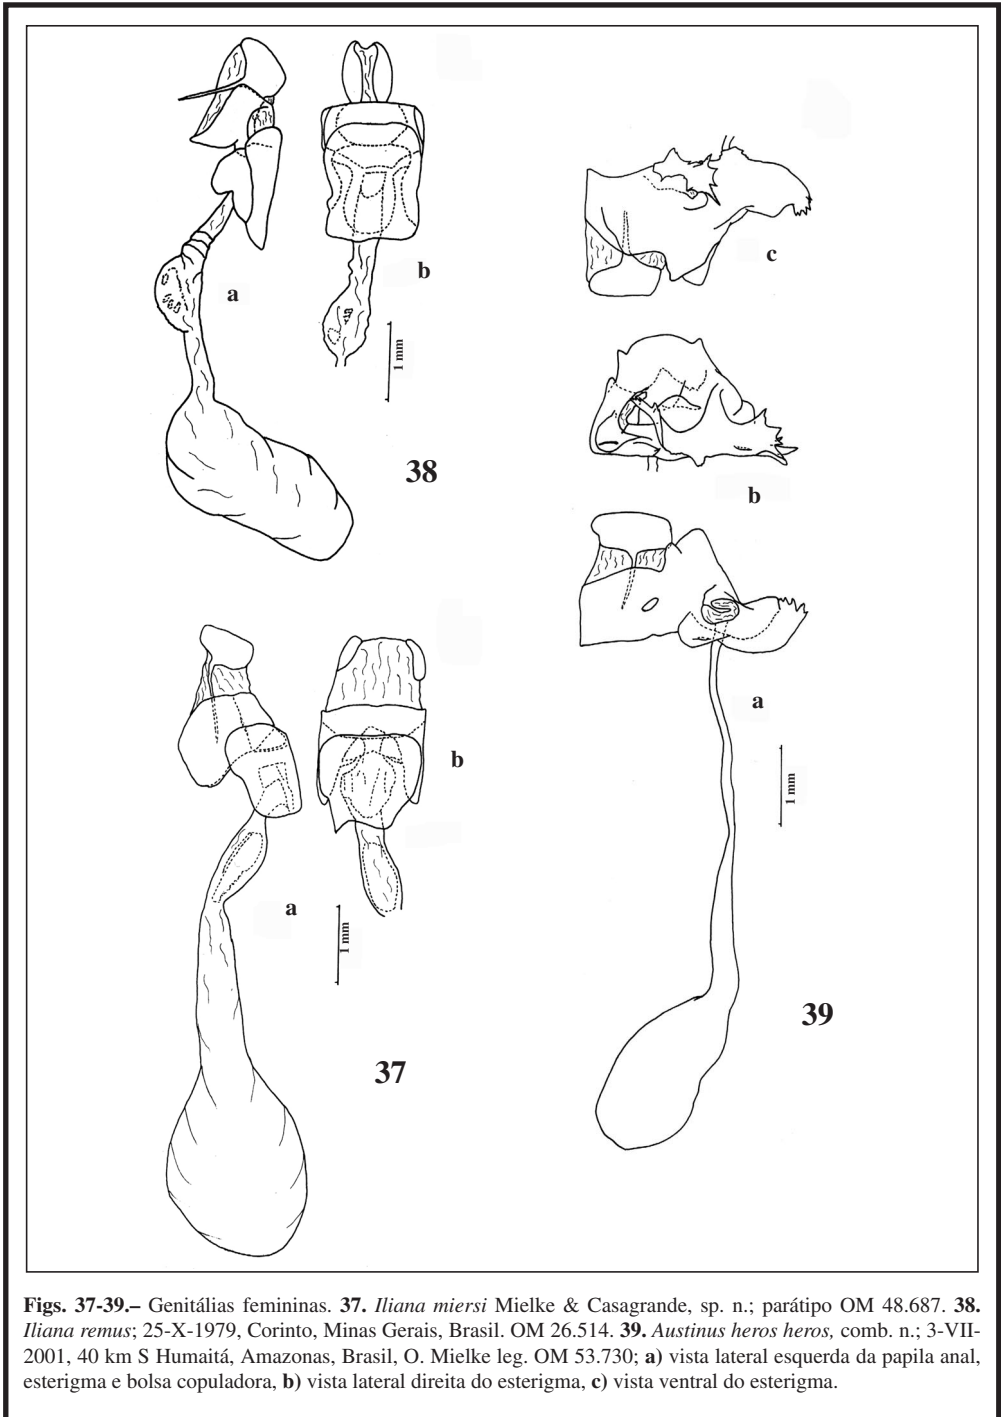 a
b
1 mm
38
c
b
a
1 mm
39
b
a
1 mm
37
Figs. 37-39.– Genitálias femininas. 37. Iliana miersi Mielke & Casagrande, sp. n.; parátipo OM 48.687. 38.
Iliana remus; 25-X-1979, Corinto, Minas Gerais, Brasil. OM 26.514. 39. Austinus heros heros, comb. n.; 3-VII-
2001, 40 km S Humaitá, Amazonas, Brasil, O. Mielke leg. OM 53.730; a) vista lateral esquerda da papila anal,
esterigma e bolsa copuladora, b) vista lateral direita do esterigma, c) vista ventral do esterigma.